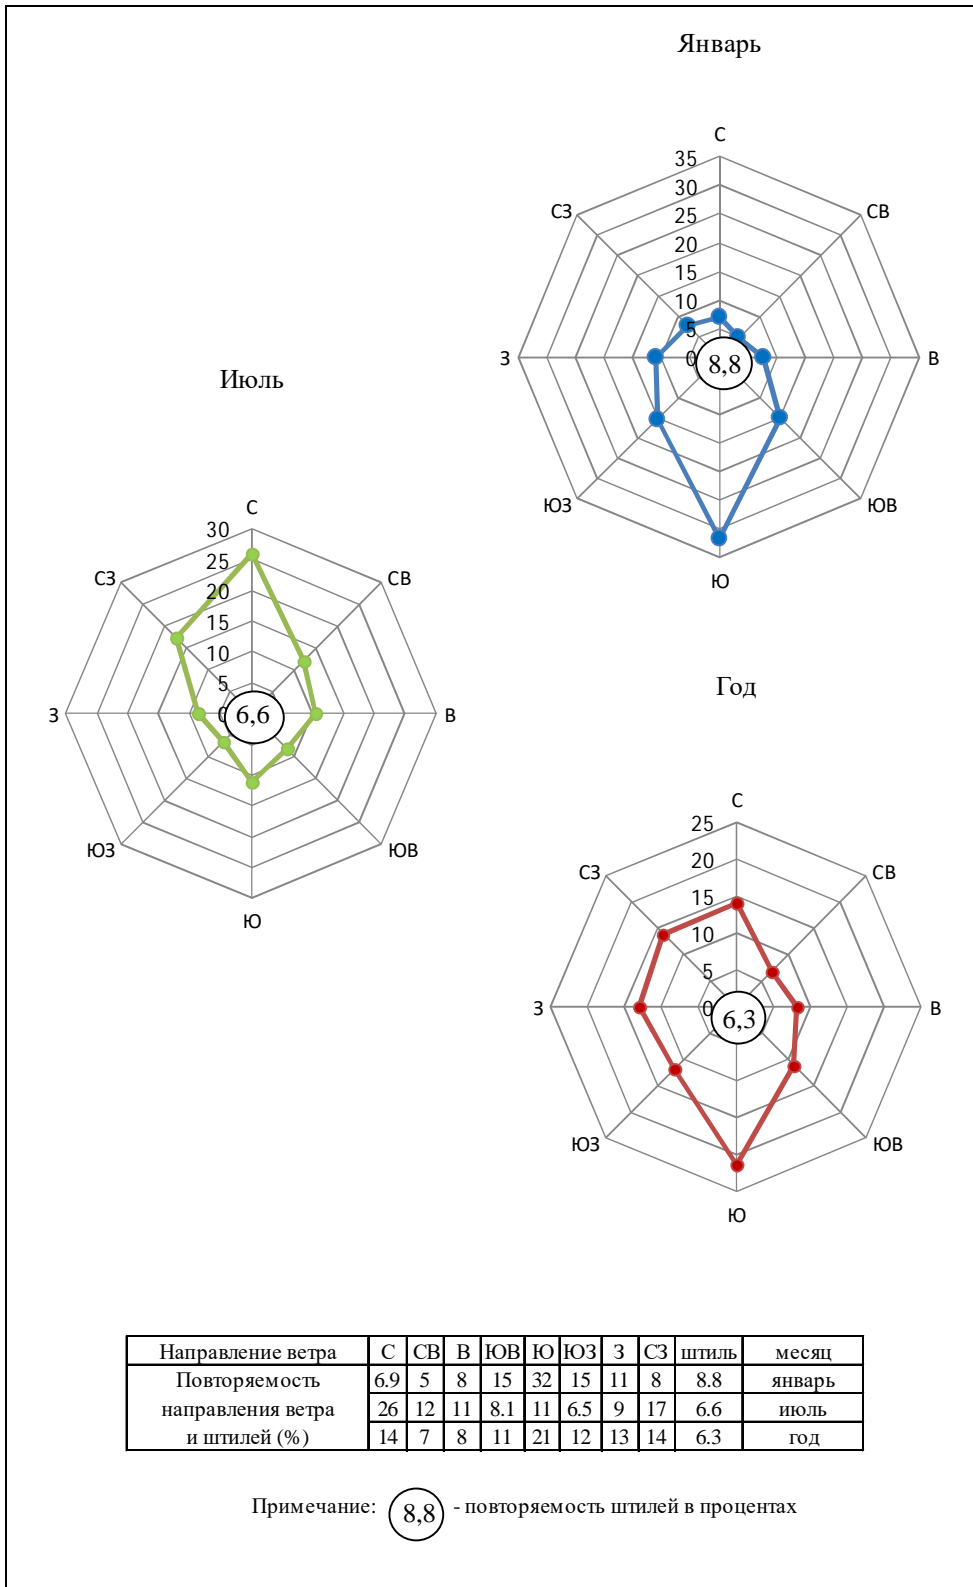 Январь
С
35
30
25
20
15
10
5
0
СЗ
СВ
З
8,8
В
ЮЗ
ЮВ
Ю
Июль
С
30
25
20
15
10
5
0
СЗ
СВ
З
6,6
В
ЮЗ
ЮВ
Ю
Год
С
25
20
15
10
5
0
СЗ
СВ
З
6,3
В
ЮЗ
ЮВ
Ю
Направление ветра С СВ В ЮВ Ю ЮЗ З СЗ штиль месяц
Повторяемость 6.9 5 8 15 32 15 11 8 8.8 январь
направления ветра 26 12 11 8.1 11 6.5 9 17 6.6 июль
и штилей (%) 14 7 8 11 21 12 13 14 6.3 год
Примечание: 8,8 - повторяемость штилей в процентах